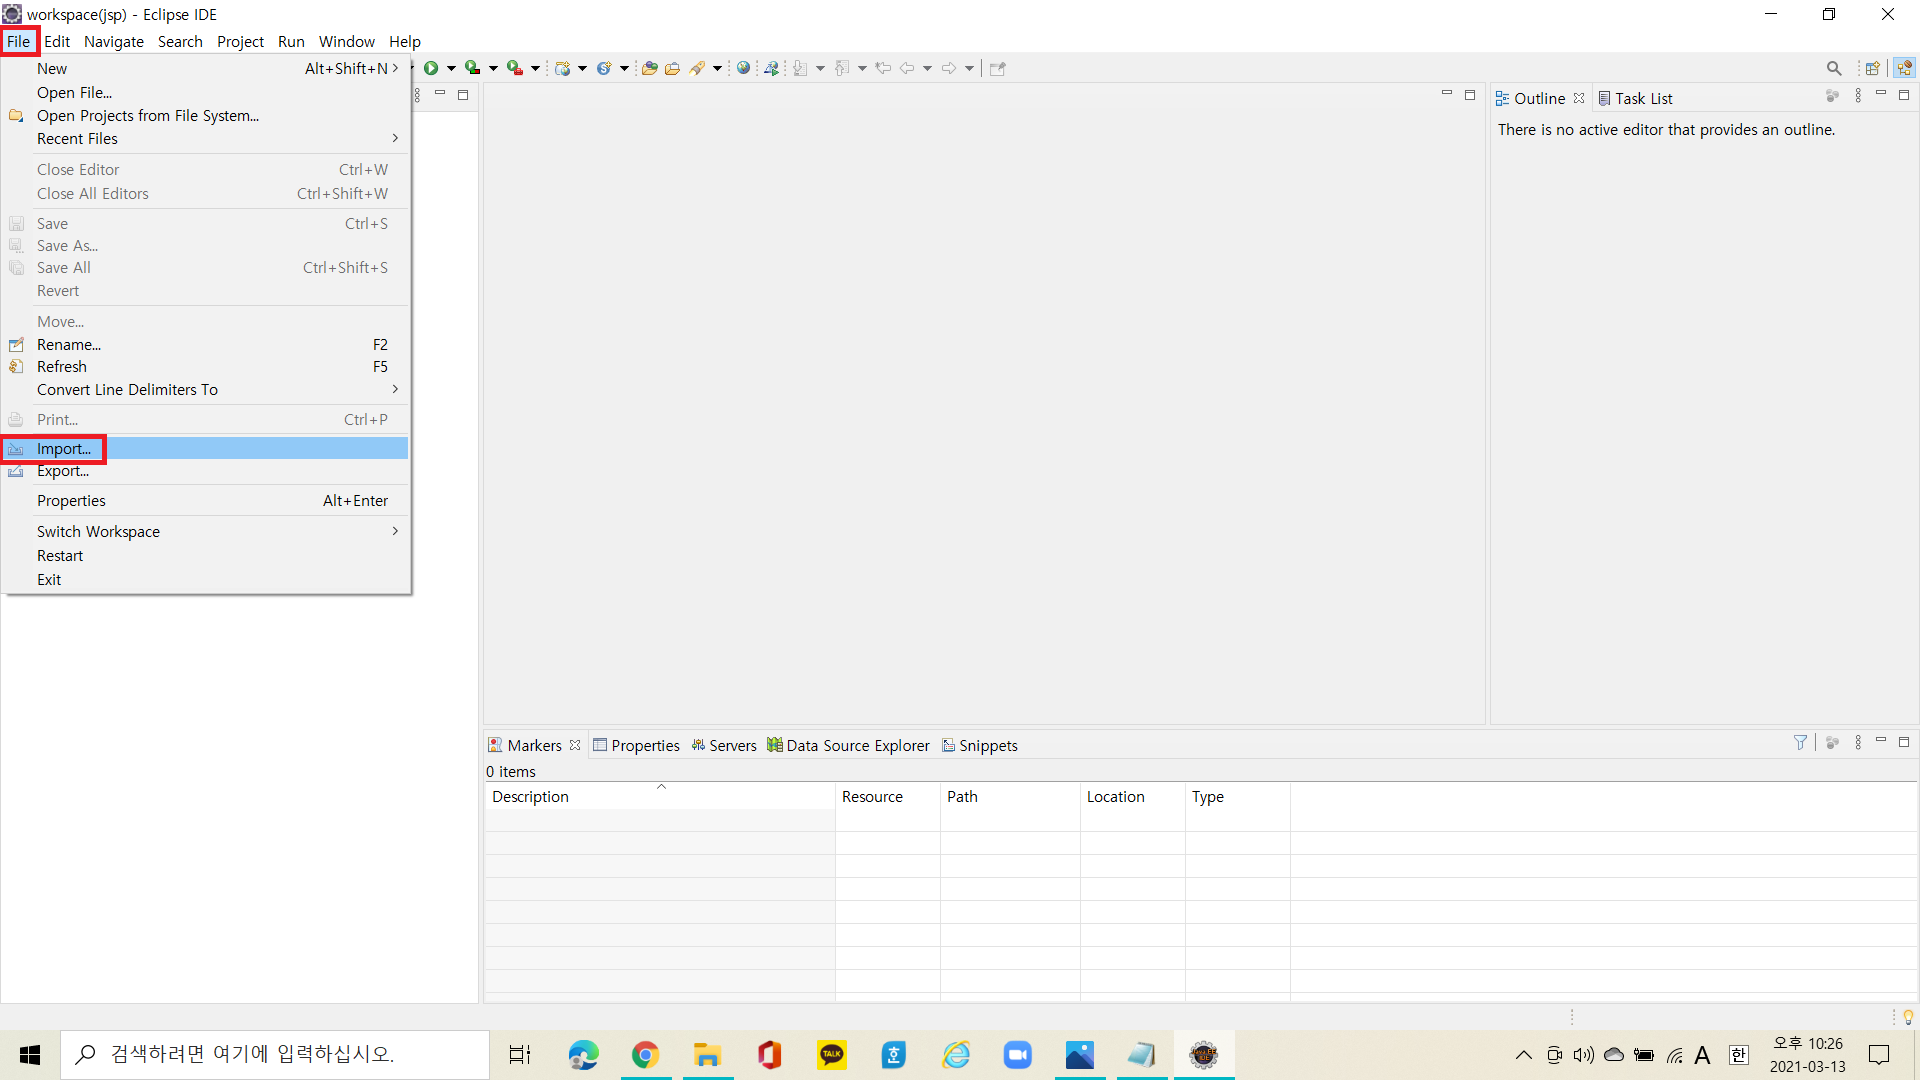 workspace(jsp) - Eclipse IDE
File Edit Navigate Search Project Run Window Help
New Alt+Shift+N
Open File...
Open Projects from File System...
Recent Files
Close Editor Ctrl+W
Close All Editors Ctrl+Shift+W
Save Ctrl+S
Save As...
Save All Ctrl+Shift+S
Revert
Move...
Rename... F2
Refresh F5
Convert Line Delimiters To
Print... Ctrl+P
Import...
Export...
Properties Alt+Enter
Switch Workspace
Restart
Exit
Outline Task List
There is no active editor that provides an outline.
Markers Properties Servers Data Source Explorer Snippets
0 items
Description Resource Path Location Type
검색하려면 여기에 입력하십시오.
TALK
호
A 한
오후 10:26
2021-03-13